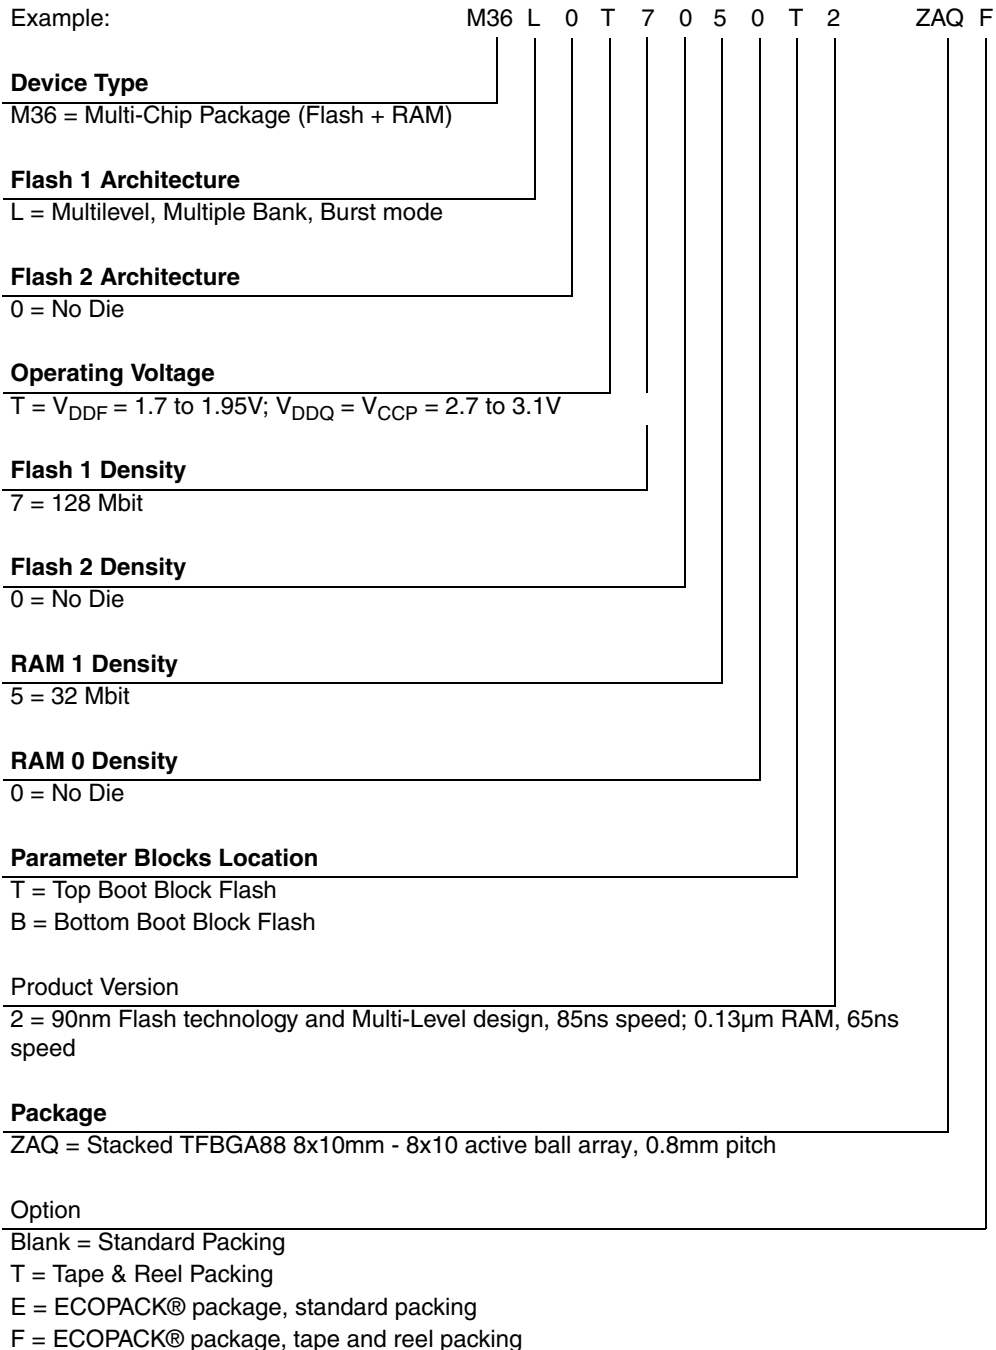 Example: M36 L 0 T 7 0 5 0 T 2 ZAQ F
Device Type
M36 = Multi-Chip Package (Flash + RAM)
Flash 1 Architecture
L = Multilevel, Multiple Bank, Burst mode
Flash 2 Architecture
0 = No Die
Operating Voltage
T = VDDF = 1.7 to 1.95V; VDDQ = VCCP = 2.7 to 3.1V
Flash 1 Density
7 = 128 Mbit
Flash 2 Density
0 = No Die
RAM 1 Density
5 = 32 Mbit
RAM 0 Density
0 = No Die
Parameter Blocks Location
T = Top Boot Block Flash
B = Bottom Boot Block Flash
Product Version
2 = 90nm Flash technology and Multi-Level design, 85ns speed; 0.13µm RAM, 65ns
speed
Package
ZAQ = Stacked TFBGA88 8x10mm - 8x10 active ball array, 0.8mm pitch
Option
Blank = Standard Packing
T = Tape & Reel Packing
E = ECOPACK® package, standard packing
F = ECOPACK® package, tape and reel packing